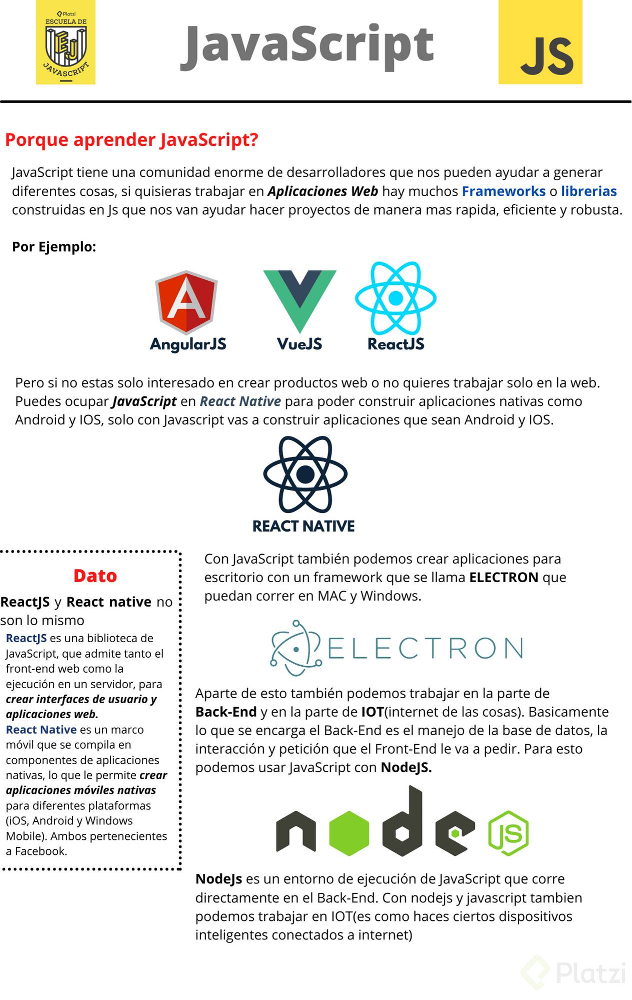 Platzi
ESCUELA DE
EJ
JAVASCRIPT
JavaScript
JS
Porque aprender JavaScript?
JavaScript tiene una comunidad enorme de desarrolladores que nos pueden ayudar a generar
diferentes cosas, si quisieras trabajar en Aplicaciones Web hay muchos Frameworks o librerias
construidas en Js que nos van ayudar hacer proyectos de manera mas rapida, eficiente y robusta.
Por Ejemplo:
A
AngularJS
VueJS
ReactJS
Pero si no estas solo interesado en crear productos web o no quieres trabajar solo en la web.
Puedes ocupar JavaScript en React Native para poder construir aplicaciones nativas como
Android y IOS, solo con Javascript vas a construir aplicaciones que sean Android y IOS.
REACT NATIVE
Dato
ReactJS y React native no
son lo mismo
ReactJS es una biblioteca de
JavaScript, que admite tanto el
front-end web como la
ejecución en un servidor, para
crear interfaces de usuario y
aplicaciones web.
React Native es un marco
móvil que se compila en
componentes de aplicaciones
nativas, lo que le permite crear
aplicaciones móviles nativas
para diferentes plataformas
(iOS, Android y Windows
Mobile). Ambos pertenecientes
a Facebook.
Con JavaScript también podemos crear aplicaciones para
escritorio con un framework que se llama ELECTRON que
puedan correr en MAC y Windows.
ELECTRON
Aparte de esto también podemos trabajar en la parte de
Back-End y en la parte de IOT(internet de las cosas). Basicamente
lo que se encarga el Back-End es el manejo de la base de datos, la
interacción y petición que el Front-End le va a pedir. Para esto
podemos usar JavaScript con NodeJS.
node JS
NodeJs es un entorno de ejecución de JavaScript que corre
directamente en el Back-End. Con nodejs y javascript tambien
podemos trabajar en IOT(es como haces ciertos dispositivos
inteligentes conectados a internet)
Platzi